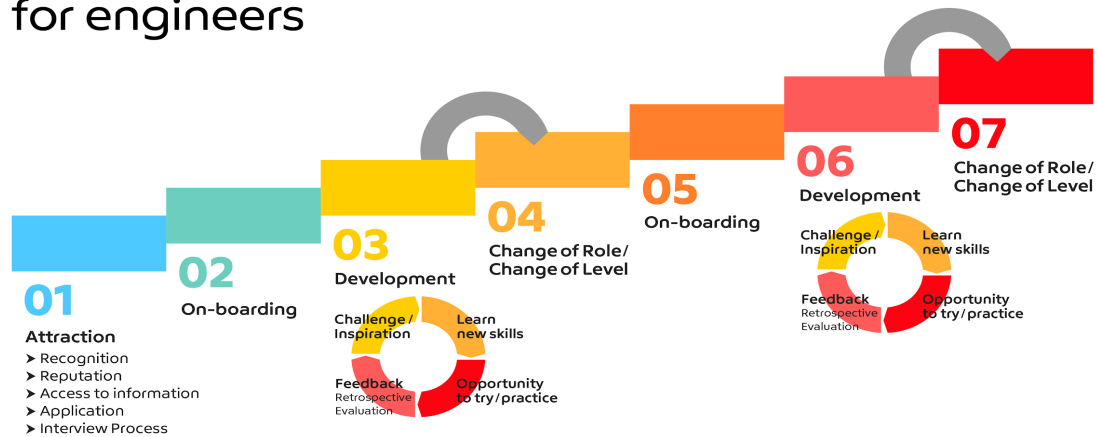 for engineers
01
Attraction
➤ Recognition
➤ Reputation
➤ Access to information
➤ Application
➤ Interview Process
02
On-boarding
03
Development
Challenge /
Inspiration
Learn
new skills
Feedback
Retrospective
Evaluation
Opportunity
to try/practice
04
Change of Role/
Change of Level
05
On-boarding
06
Development
Challenge /
Inspiration
Learn
new skills
Feedback
Retrospective
Evaluation
Opportunity
to try/practice
07
Change of Role/
Change of Level